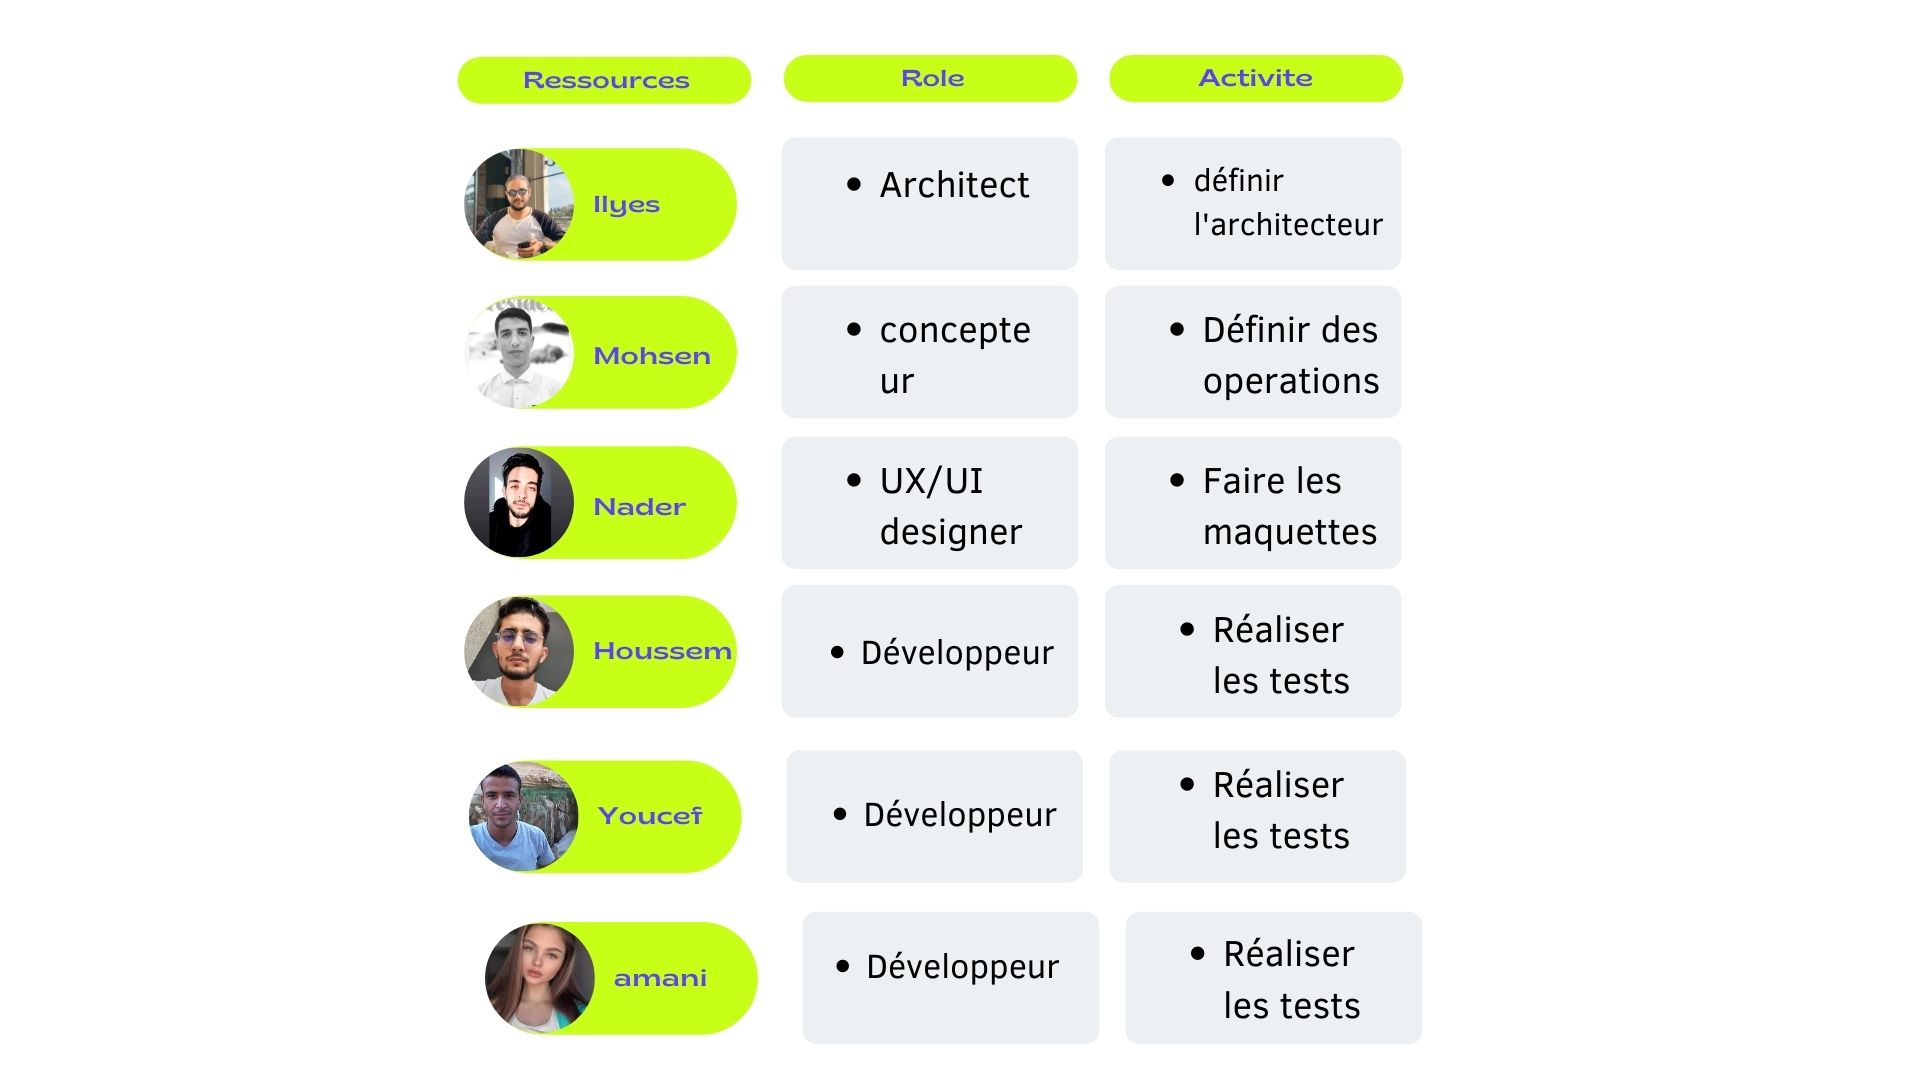 Ressources
Role
Activite
Ilyes
• Architect
• définir
l'architecteur
Mohsen
• concepte
ur
• Définir des
operations
Nader
• UX/UI
designer
• Faire les
maquettes
Houssem
• Développeur
• Réaliser
les tests
Youcef
• Développeur
• Réaliser
les tests
amani
• Développeur
• Réaliser
les tests